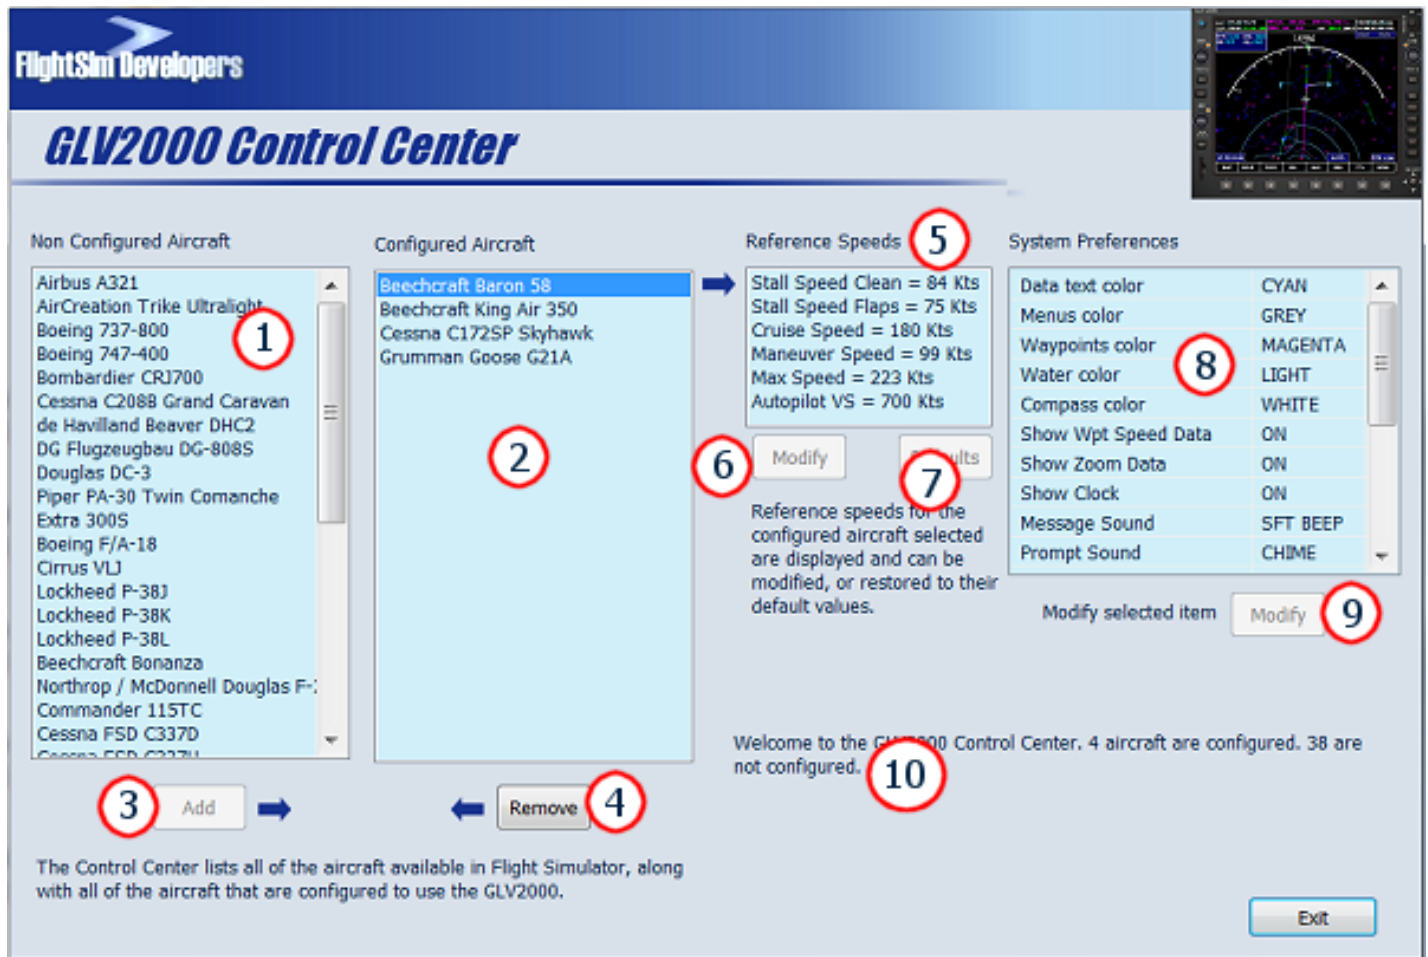 FlightSim Developers
GLV2000 Control Center
Non Configured Aircraft
Airbus A321
AirCreation Trike Ultralight
Boeing 737-800
Boeing 747-400
Bombardier CRJ700
Cessna C208B Grand Caravan
de Havilland Beaver DHC2
DG Flugzeugbau DG-808S
Douglas DC-3
Piper PA-30 Twin Comanche
Extra 300S
Boeing F/A-18
Cirrus VLJ
Lockheed P-38J
Lockheed P-38K
Lockheed P-38L
Beechcraft Bonanza
Northrop / McDonnell Douglas
Commander 115TC
Cessna FSD C337D
Cessna FSD
1
3
Add
Configured Aircraft
Beechcraft Baron 58
Beechcraft King Air 350
Cessna C172SP Skyhawk
Grumman Goose G21A
2
Remove
4
The Control Center lists all of the aircraft available in Flight Simulator, along
with all of the aircraft that are configured to use the GLV2000.
Reference Speeds
5
Stall Speed Clean = 84 Kts
Stall Speed Flaps = 75 Kts
Cruise Speed = 180 Kts
Maneuver Speed = 99 Kts
Max Speed = 223 Kts
Autopilot VS = 700 Kts
6
Modify
7
Reference speeds for the
configured aircraft selected
are displayed and can be
modified, or restored to their
default values.
System Preferences
Data text color CYAN
Menus color GREY
Waypoints color MAGENTA
Water color LIGHT
Compass color WHITE
Show Wpt Speed Data ON
Show Zoom Data ON
Show Clock ON
Message Sound SFT BEEP
Prompt Sound CHIME
8
Modify selected item Modify
9
Welcome to the GLV2000 Control Center. 4 aircraft are configured. 38 are
not configured.
10
Exit